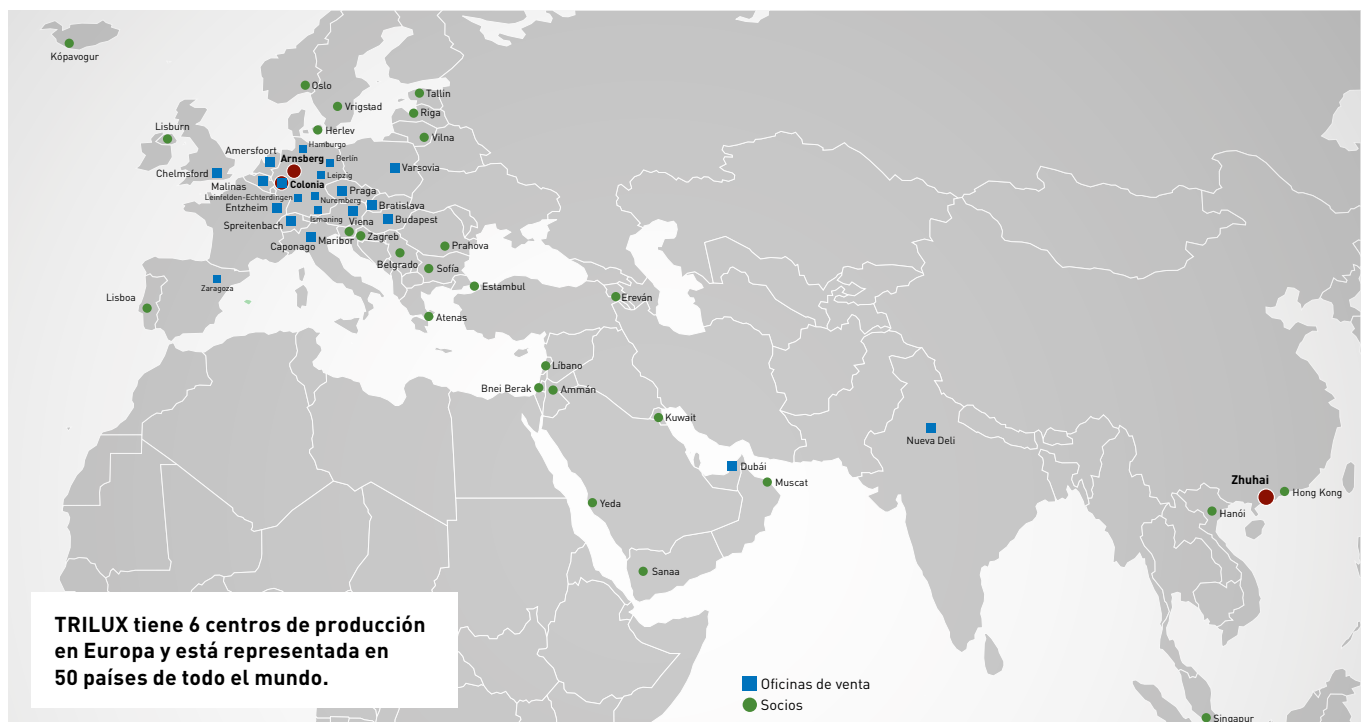 Kópavogur
Oslo
Vrigstad
Tallin
Riga
Vilna
Lisburn
Herlev
Hamburgo
Amersfoort
Arnsberg
Berlín
Chelmsford
Leipzig
Varsovia
Malinas
Colonia
Praga
Leinfelden-Echterdingen
Nuremberg
Entzheim
Bratislava
Ismaning
Spreitenbach
Viena
Budapest
Caponago
Maribor
Zagreb
Prahova
Belgrado
Sofía
Zaragoza
Estambul
Lisboa
Ereván
Atenas
Líbano
Bnei Berak
Ammán
Kuwait
Nueva Deli
Dubái
Muscat
Zhuhai
Hong Kong
Yeda
Hanói
Sanaa
TRILUX tiene 6 centros de producción
en Europa y está representada en
50 países de todo el mundo.
Oficinas de venta
Socios
Singapur